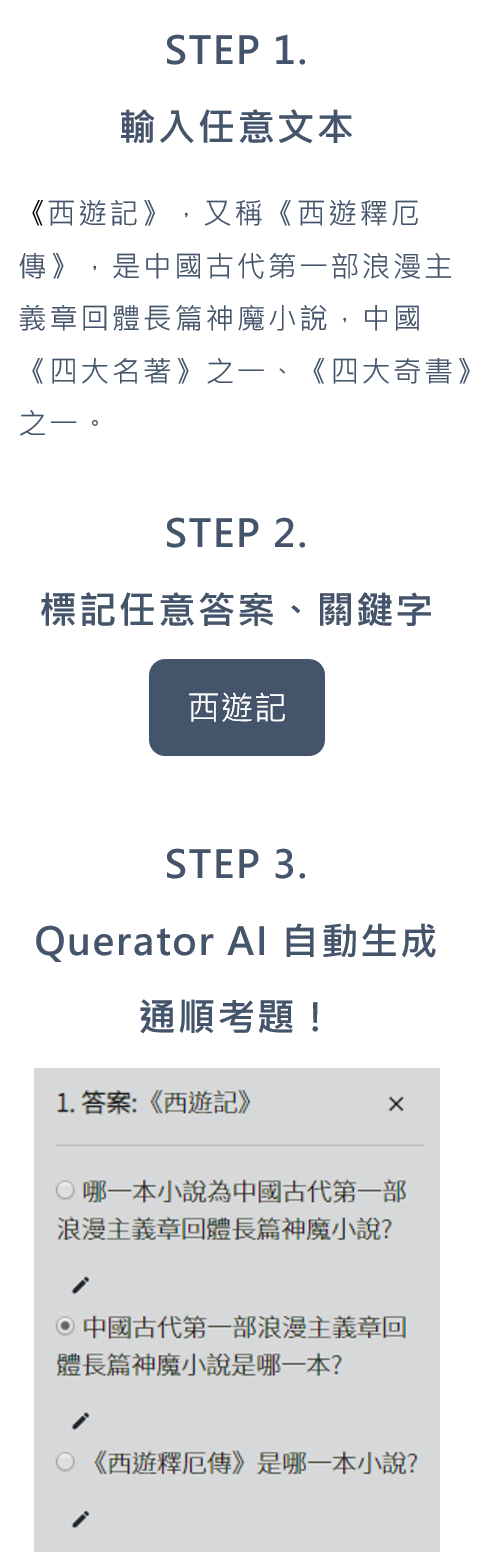 STEP 1.
輸入任意文本
《西遊記》，又稱《西遊釋厄
傳》，是中國古代第一部浪漫主
義章回體長篇神魔小說，中國
《四大名著》之一、《四大奇書》
之一。
STEP 2.
標記任意答案、關鍵字
西遊記
STEP 3.
Querator AI 自動生成
通順考題！
1. 答案:《西遊記》 ×
哪一本小說為中國古代第一部
浪漫主義章回體長篇神魔小說?
中國古代第一部浪漫主義章回
體長篇神魔小說是哪一本?
《西遊釋厄傳》是哪一本小說?